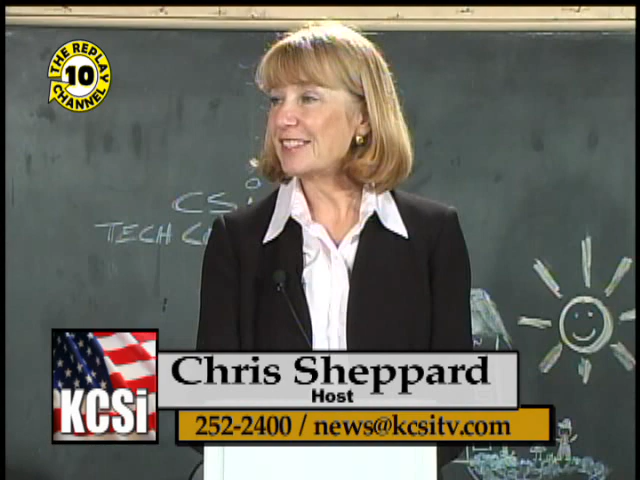 THE REPLAY
10
CHANNEL
CSi
TECH
KCSi
Chris Sheppard
Host
252-2400 / news@kcsitv.com